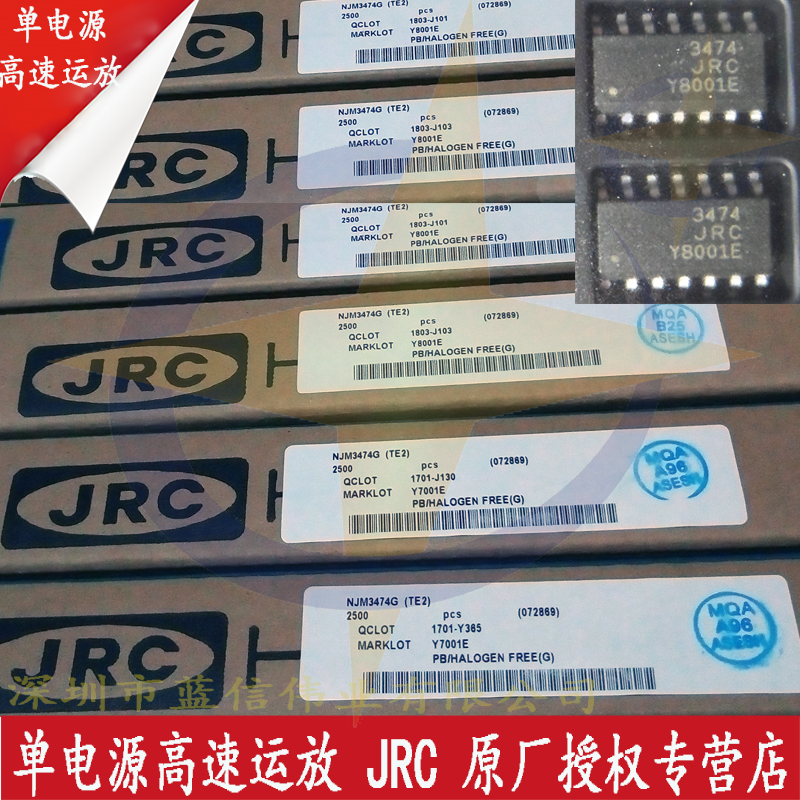 单电源
高速运放
2500 pcs (072869)
QCLOT 1803-J101
MARKLOT Y8001E
PB/HALOGEN FREE(G)
3474
JRC
Y8001E
3474
JRC
Y8001E
JRC
NJM3474G (TE2)
2500 pcs (072869)
QCLOT 1803-J103
MARKLOT Y8001E
PB/HALOGEN FREE(G)
JRC
NJM3474G (TE2)
2500 pcs (072869)
QCLOT 1803-J101
MARKLOT Y8001E
PB/HALOGEN FREE(G)
JRC
NJM3474G (TE2)
2500 pcs (072869)
QCLOT 1803-J103
MARKLOT Y8001E
PB/HALOGEN FREE(G)
MQA
B25
ASESH
JRC
NJM3474G (TE2)
2500 pcs (072869)
QCLOT 1701-J130
MARKLOT Y7001E
PB/HALOGEN FREE(G)
MQA
A96
ASESH
JRC
NJM3474G (TE2)
2500 pcs (072869)
QCLOT 1701-Y365
MARKLOT Y7001E
PB/HALOGEN FREE(G)
MQA
A96
ASESH
深圳市蓝信伟业有限公司
单电源高速运放 JRC 原厂授权专营店